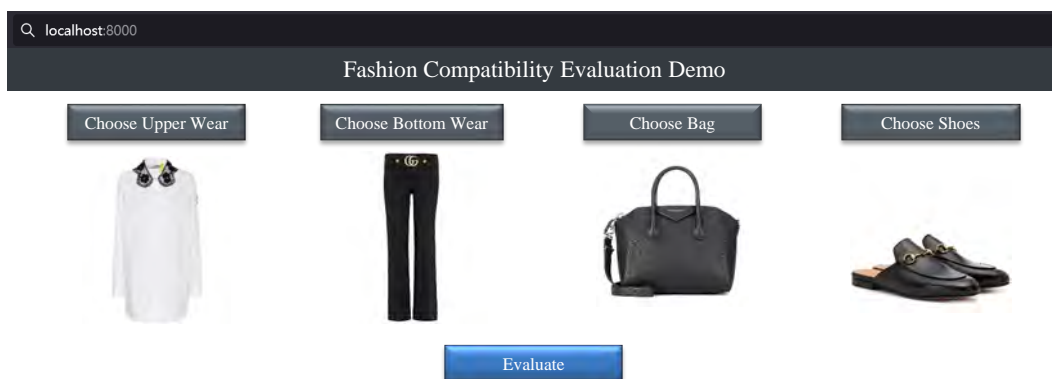 localhost:8000
Fashion Compatibility Evaluation Demo
Choose Upper Wear
Choose Bottom Wear
Choose Bag
Choose Shoes
Evaluate